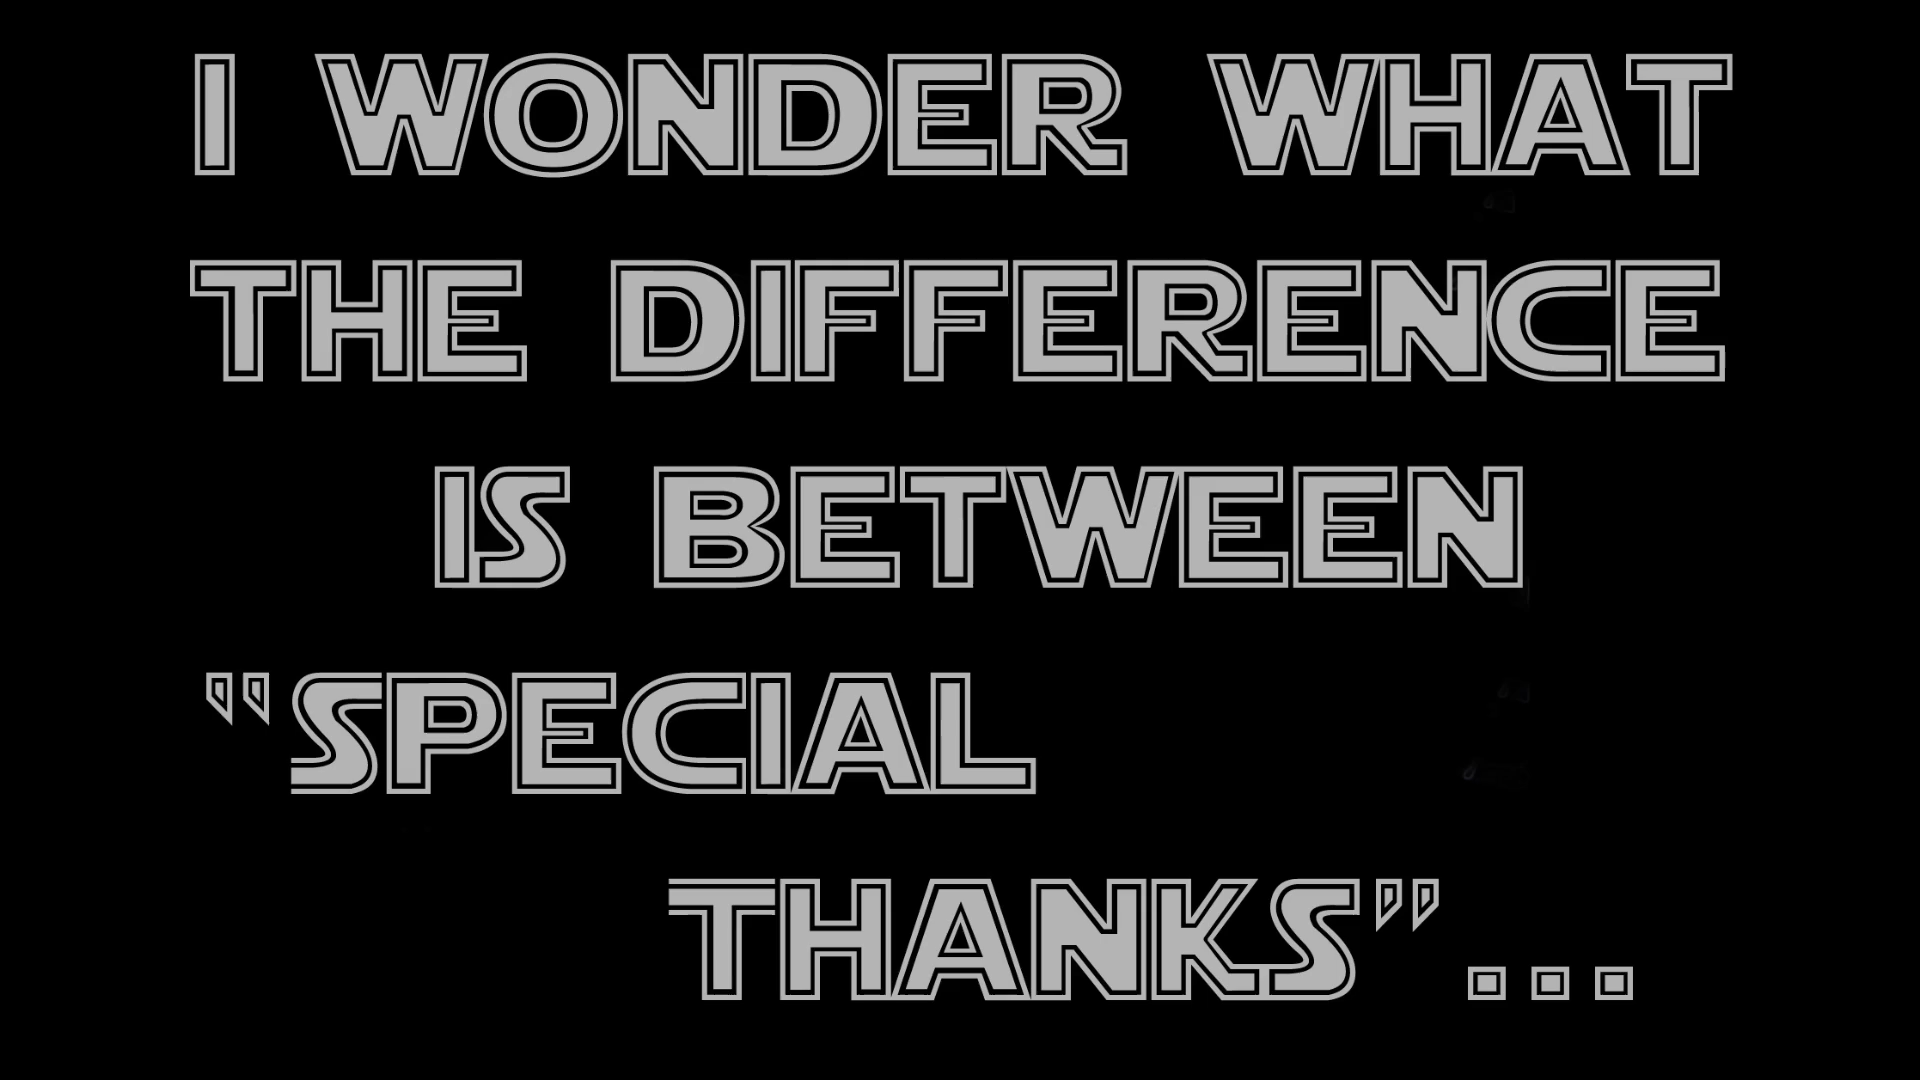 I WONDER WHAT
THE DIFFERENCE
IS BETWEEN
"SPECIAL
THANKS"...